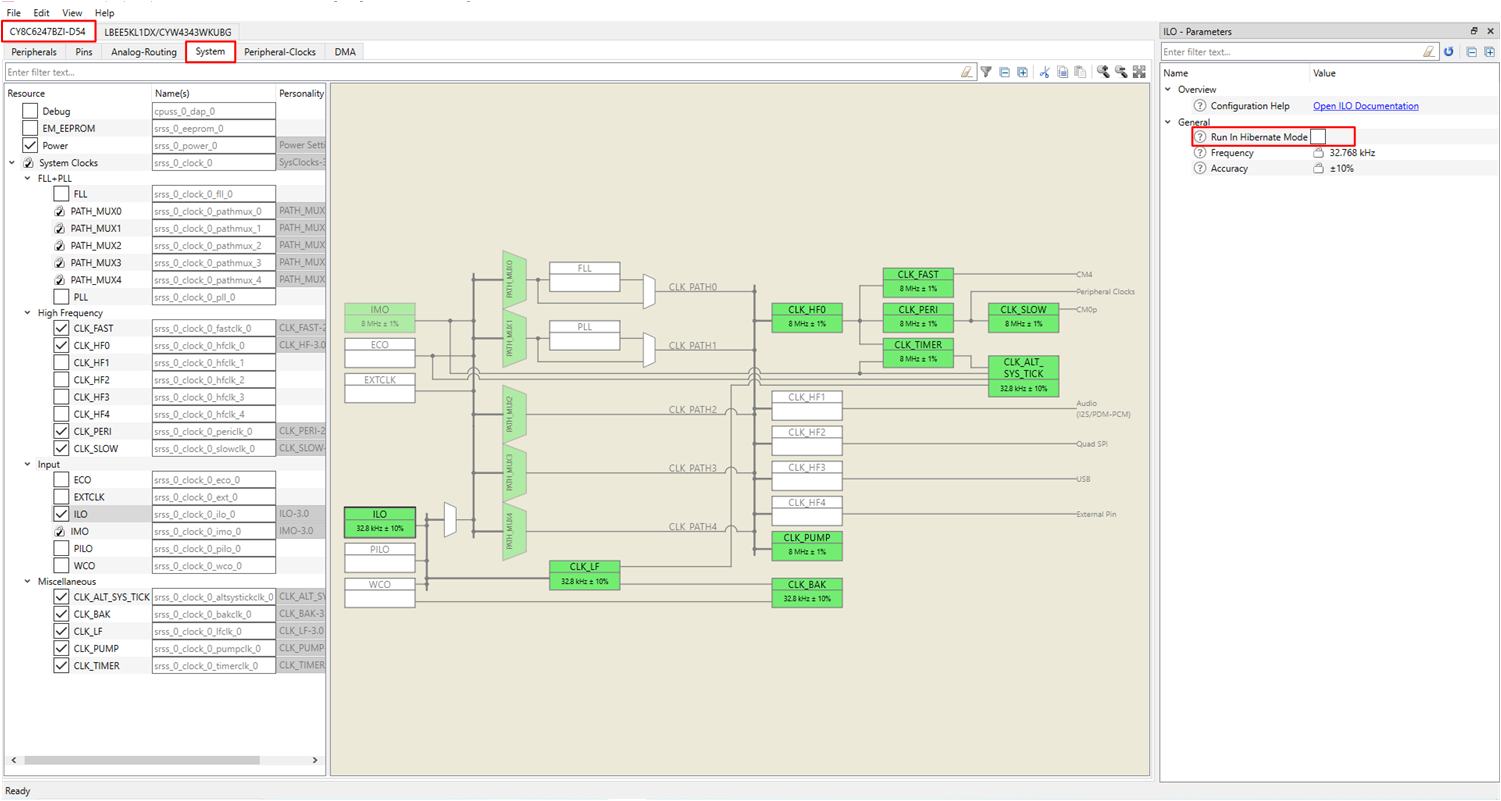 File Edit View Help
CY8C6247BZI-D54 LBEE5KL1DX/CYW4343WKUBG
Peripherals Pins Analog-Routing System Peripheral-Clocks DMA
Enter filter text...
Resource Name(s) Personality
Debug cpuss_0_dap_0
EM_EEPROM srss_0_eeprom_0
Power srss_0_power_0 Power Setti
System Clocks srss_0_clock_0 SysClocks-3
FLL+PLL
FLL srss_0_clock_0_fll_0
PATH_MUX0 srss_0_clock_0_pathmux_0 PATH_MUX
PATH_MUX1 srss_0_clock_0_pathmux_1 PATH_MUX
PATH_MUX2 srss_0_clock_0_pathmux_2 PATH_MUX
PATH_MUX3 srss_0_clock_0_pathmux_3 PATH_MUX
PATH_MUX4 srss_0_clock_0_pathmux_4 PATH_MUX
PLL srss_0_clock_0_pll_0
High Frequency
CLK_FAST srss_0_clock_0_fastclk_0 CLK_FAST-2
CLK_HF0 srss_0_clock_0_hfclk_0 CLK_HF-3.0
CLK_HF1 srss_0_clock_0_hfclk_1
CLK_HF2 srss_0_clock_0_hfclk_2
CLK_HF3 srss_0_clock_0_hfclk_3
CLK_HF4 srss_0_clock_0_hfclk_4
CLK_PERI srss_0_clock_0_periclk_0 CLK_PERI-2
CLK_SLOW srss_0_clock_0_slowclk_0 CLK_SLOW-
Input
ECO srss_0_clock_0_eco_0
EXTCLK srss_0_clock_0_ext_0
ILO srss_0_clock_0_ilo_0 ILO-3.0
IMO srss_0_clock_0_imo_0 IMO-3.0
PILO srss_0_clock_0_pilo_0
WCO srss_0_clock_0_wco_0
Miscellaneous
CLK_ALT_SYS_TICK srss_0_clock_0_altsystickclk_0 CLK_ALT_SY
CLK_BAK srss_0_clock_0_bakclk_0 CLK_BAK-3
CLK_LF srss_0_clock_0_lfclk_0 CLK_LF-3.0
CLK_PUMP srss_0_clock_0_pumpclk_0 CLK_PUMP-
CLK_TIMER srss_0_clock_0_timerclk_0 CLK_TIMER
IMO
8 MHz ± 1%
ECO
EXTCLK
ILO
32.8 kHz ± 10%
PILO
WCO
PATH_MUX0
PATH_MUX1
PATH_MUX2
PATH_MUX3
PATH_MUX4
FLL
PLL
CLK_LF
32.8 kHz ± 10%
CLK_PATH0
CLK_PATH1
CLK_PATH2
CLK_PATH3
CLK_PATH4
CLK_HF0
8 MHz ± 1%
CLK_HF1
CLK_HF2
CLK_HF3
CLK_HF4
CLK_PUMP
8 MHz ± 1%
CLK_BAK
32.8 kHz ± 10%
CLK_FAST
8 MHz ± 1%
CLK_PERI
8 MHz ± 1%
CLK_TIMER
8 MHz ± 1%
CLK_SLOW
8 MHz ± 1%
CLK_ALT_
SYS_TICK
32.8 kHz ± 10%
CM4
Peripheral Clocks
CM0p
Audio
(I2S/PDM-PCM)
Quad SPI
USB
External Pin
ILO - Parameters
Enter filter text...
Name Value
Overview
Configuration Help Open ILO Documentation
General
Run In Hibernate Mode
Frequency 32.768 kHz
Accuracy ±10%
Ready